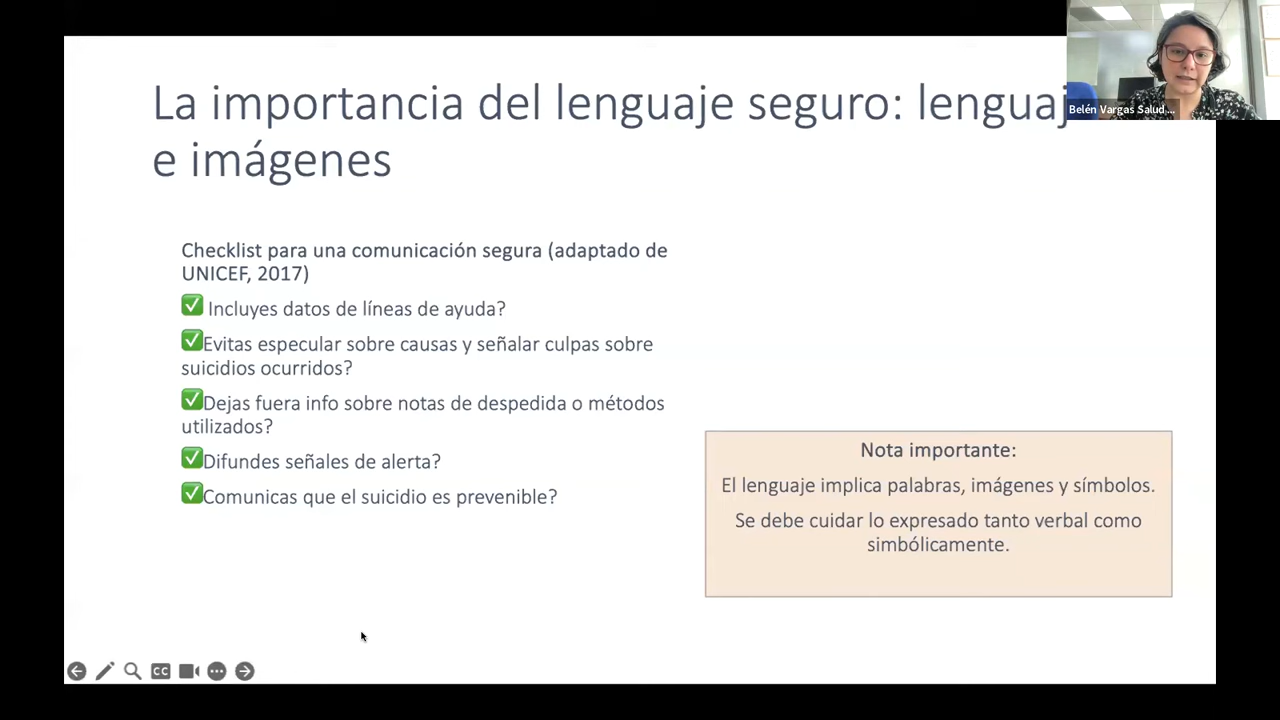 La importancia del lenguaje seguro: lenguaj
e imágenes
Checklist para una comunicación segura (adaptado de
UNICEF, 2017)
✅ Incluyes datos de líneas de ayuda?
✅Evitas especular sobre causas y señalar culpas sobre
suicidios ocurridos?
✅Dejas fuera info sobre notas de despedida o métodos
utilizados?
✅Difundes señales de alerta?
✅Comunicas que el suicidio es prevenible?
Nota importante:
El lenguaje implica palabras, imágenes y símbolos.
Se debe cuidar lo expresado tanto verbal como
simbólicamente.
Belén Vargas Salud...
CC